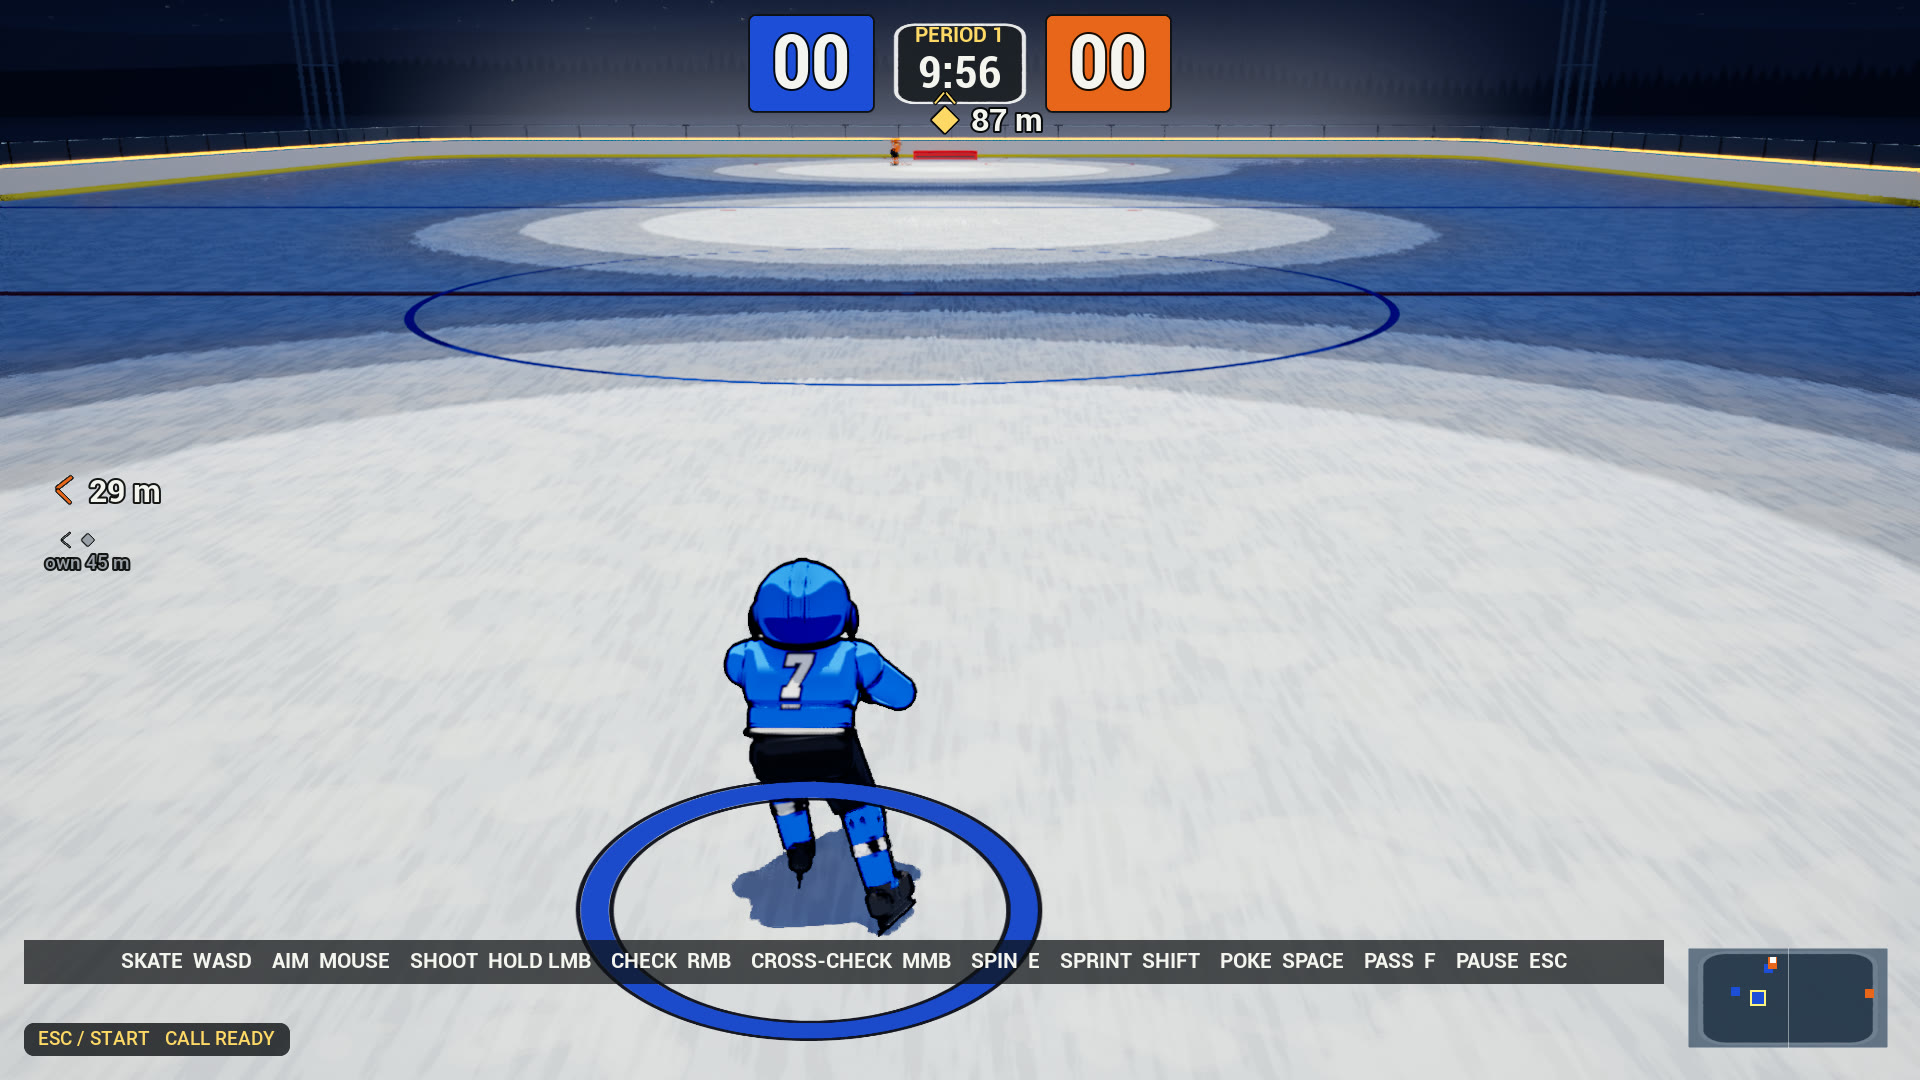 00
PERIOD 1
9:56
00
87 m
29 m
own 45 m
7
SKATE WASD AIM MOUSE SHOOT HOLD LMB CHECK RMB CROSS-CHECK MMB SPIN E SPRINT SHIFT POKE SPACE PASS F PAUSE ESC
ESC / START CALL READY